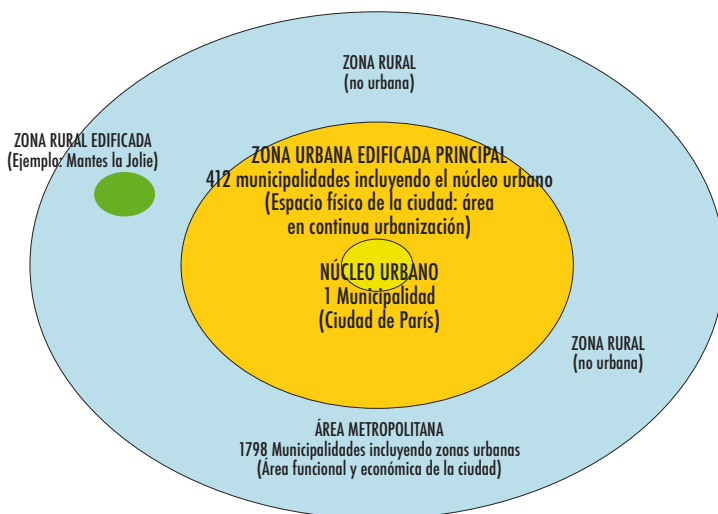 ZONA RURAL
(no urbana)
ZONA RURAL EDIFICADA
(Ejemplo: Mantes la Jolie)
ZONA URBANA EDIFICADA PRINCIPAL
412 municipalidades incluyendo el núcleo urbano
(Espacio físico de la ciudad: área
en continua urbanización)
NÚCLEO URBANO
1 Municipalidad
(Ciudad de París)
ZONA RURAL
(no urbana)
ÁREA METROPOLITANA
1798 Municipalidades incluyendo zonas urbanas
(Área funcional y económica de la ciudad)